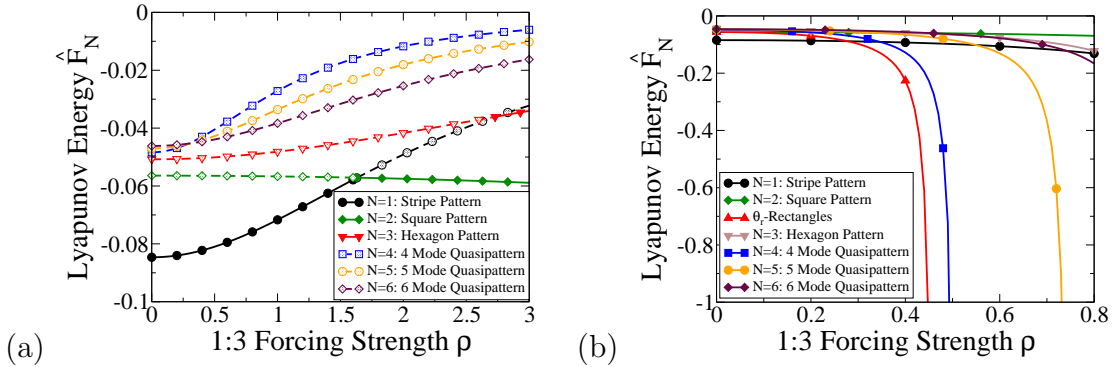 0
-0.02
-0.04
-0.06
-0.08
-0.1
Lyapunov Energy F̂_N
N=1: Stripe Pattern
N=2: Square Pattern
N=3: Hexagon Pattern
N=4: 4 Mode Quasipattern
N=5: 5 Mode Quasipattern
N=6: 6 Mode Quasipattern
0 0.5 1 1.5 2 2.5 3
(a) 1:3 Forcing Strength ρ
0
-0.2
-0.4
-0.6
-0.8
-1
Lyapunov Energy F̂_N
N=1: Stripe Pattern
N=2: Square Pattern
θ_r-Rectangles
N=3: Hexagon Pattern
N=4: 4 Mode Quasipattern
N=5: 5 Mode Quasipattern
N=6: 6 Mode Quasipattern
0 0.2 0.4 0.6 0.8
(b) 1:3 Forcing Strength ρ